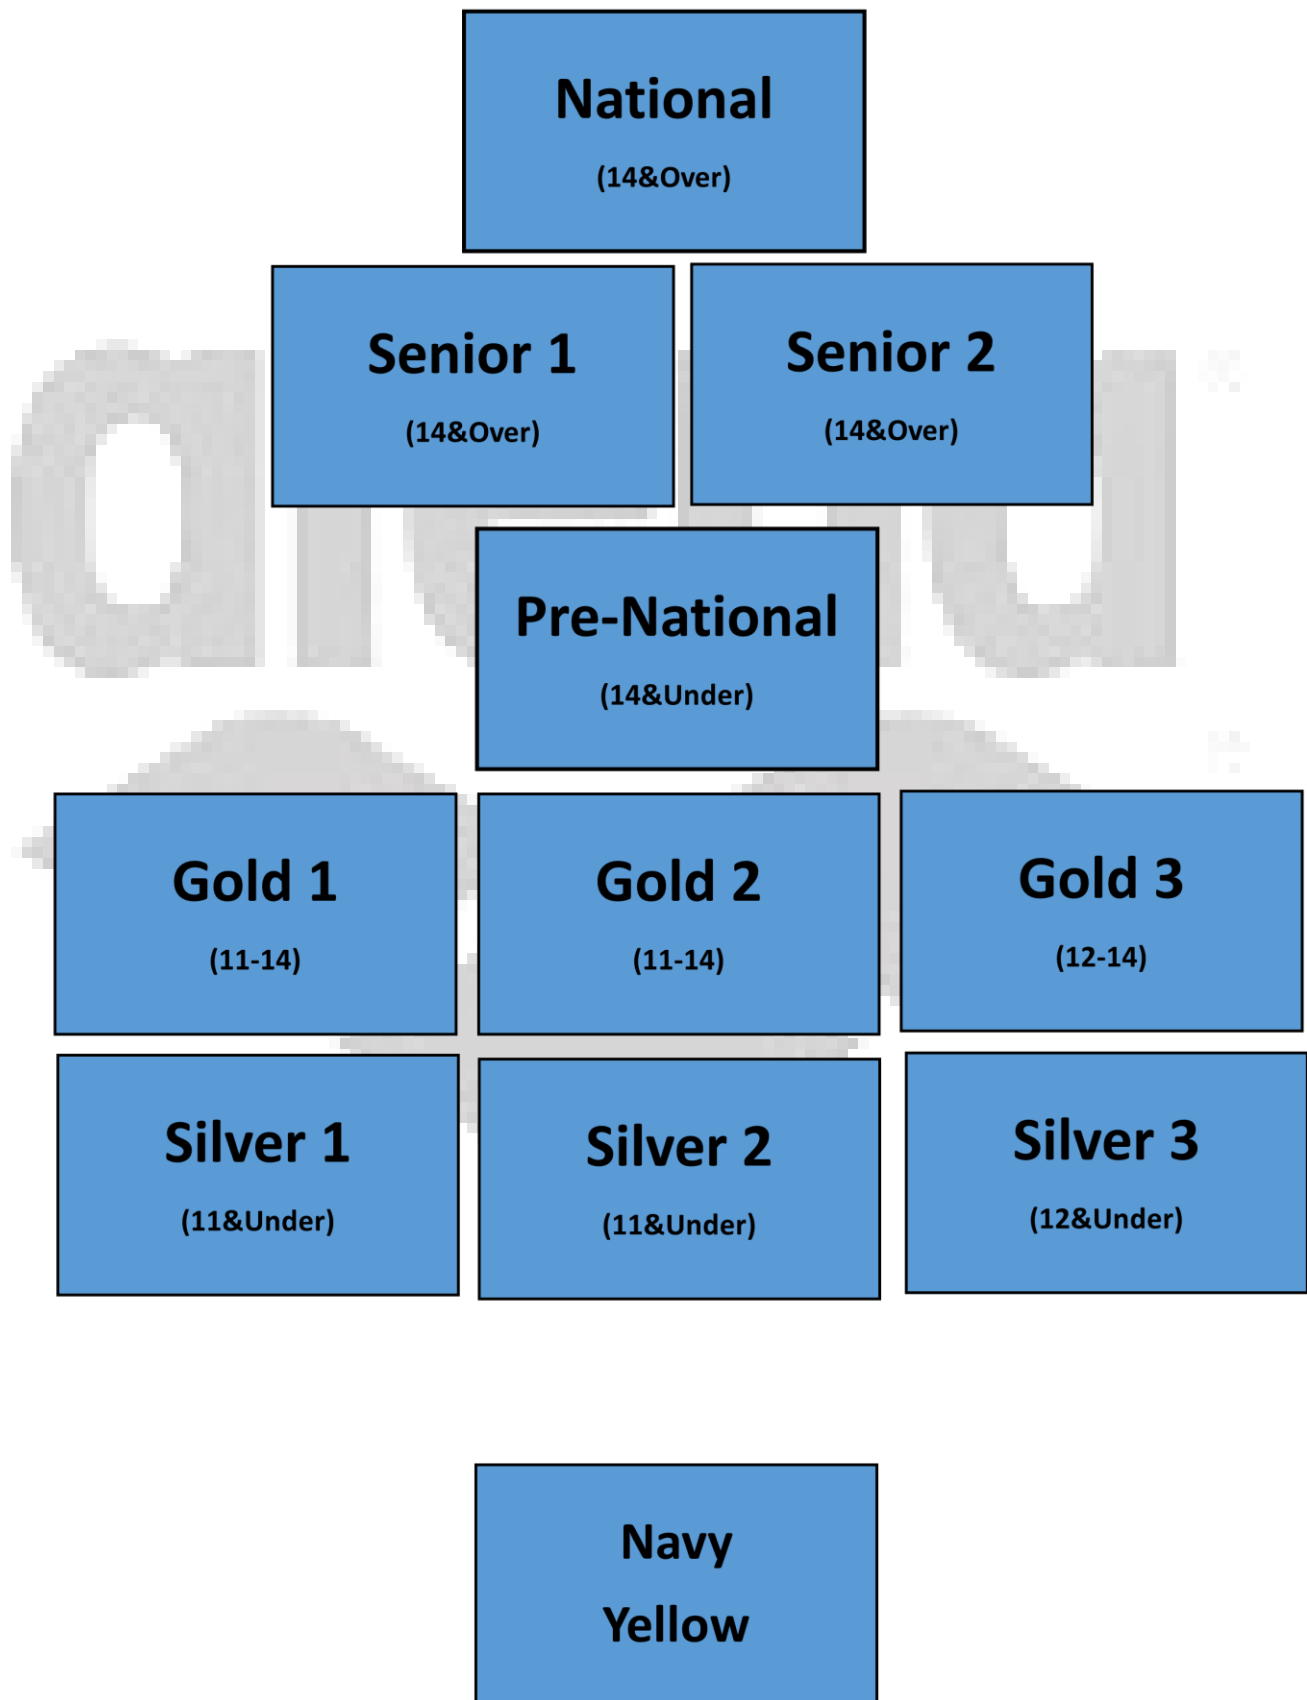 National
(14&Over)
Senior 1
(14&Over)
Senior 2
(14&Over)
Pre-National
(14&Under)
Gold 1
(11-14)
Gold 2
(11-14)
Gold 3
(12-14)
Silver 1
(11&Under)
Silver 2
(11&Under)
Silver 3
(12&Under)
Navy
Yellow